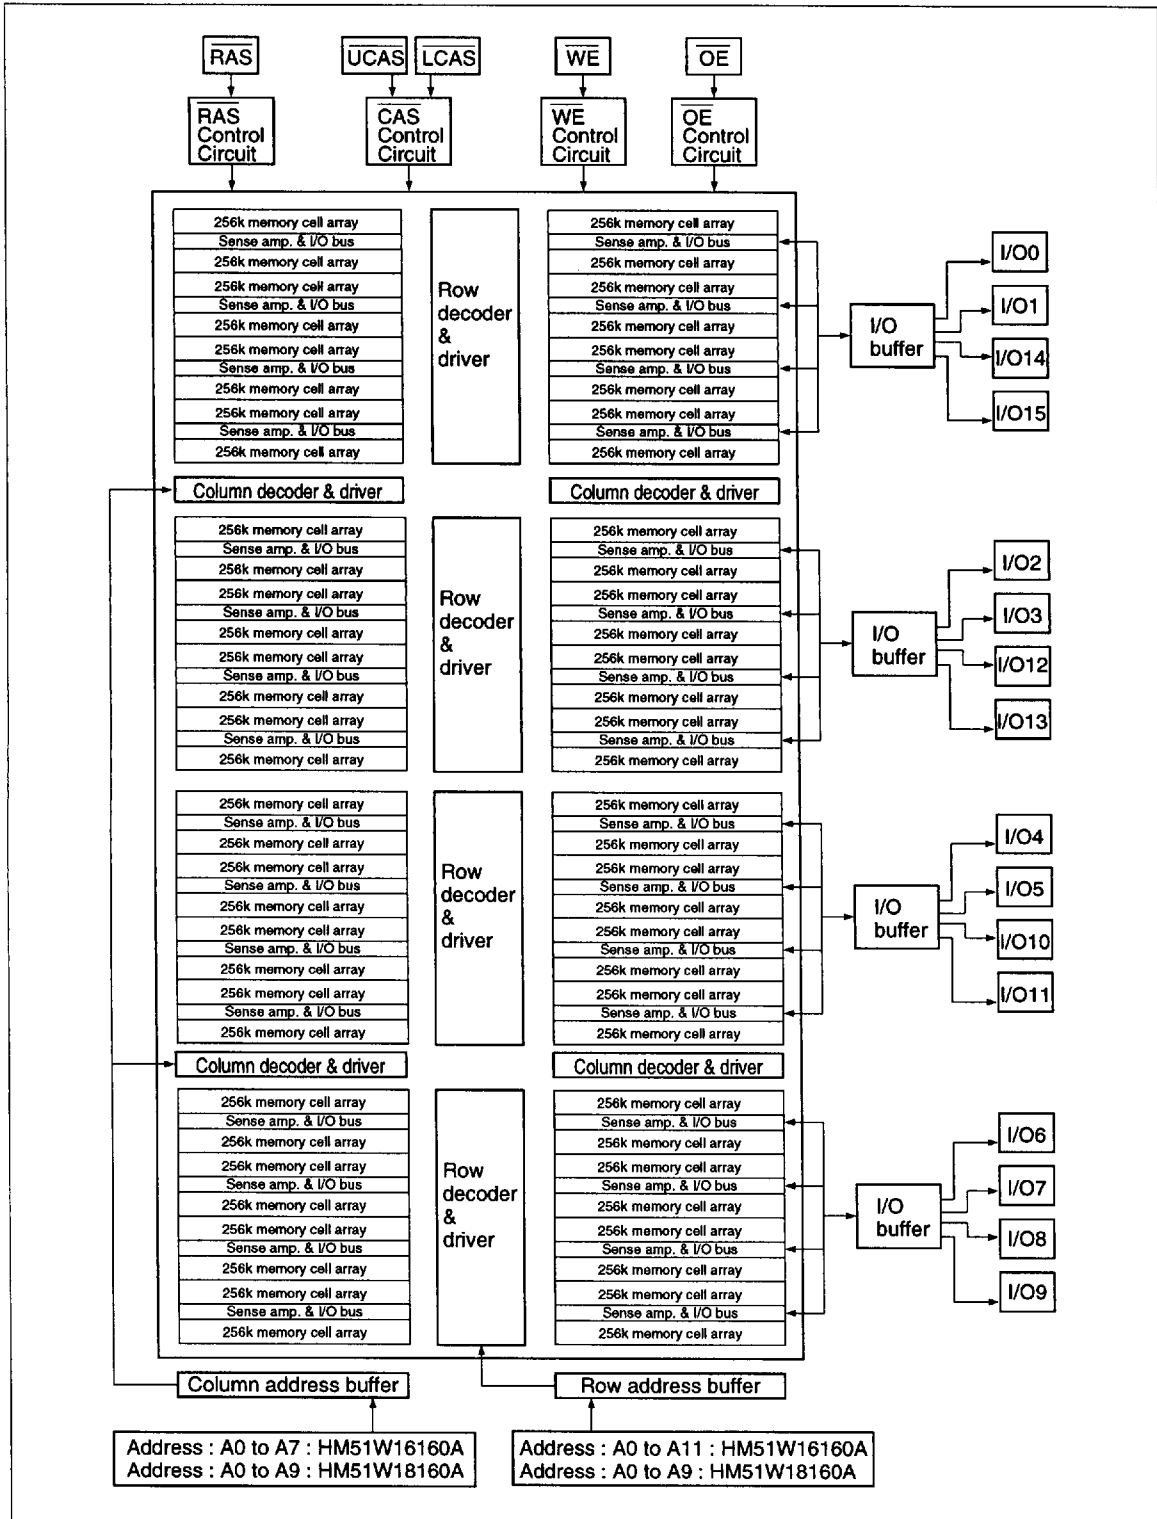 RAS
UCAS
LCAS
WE
OE
RAS
Control
Circuit
CAS
Control
Circuit
WE
Control
Circuit
OE
Control
Circuit
256k memory cell array
Sense amp. & I/O bus
256k memory cell array
256k memory cell array
Sense amp. & I/O bus
256k memory cell array
256k memory cell array
Sense amp. & I/O bus
256k memory cell array
256k memory cell array
Sense amp. & I/O bus
256k memory cell array
Row
decoder
&
driver
256k memory cell array
Sense amp. & I/O bus
256k memory cell array
256k memory cell array
Sense amp. & I/O bus
256k memory cell array
256k memory cell array
Sense amp. & I/O bus
256k memory cell array
256k memory cell array
Sense amp. & I/O bus
256k memory cell array
I/O
buffer
I/O0
I/O1
I/O14
I/O15
Column decoder & driver
Column decoder & driver
256k memory cell array
Sense amp. & I/O bus
256k memory cell array
256k memory cell array
Sense amp. & I/O bus
256k memory cell array
256k memory cell array
Sense amp. & I/O bus
256k memory cell array
256k memory cell array
Sense amp. & I/O bus
256k memory cell array
Row
decoder
&
driver
256k memory cell array
Sense amp. & I/O bus
256k memory cell array
256k memory cell array
Sense amp. & I/O bus
256k memory cell array
256k memory cell array
Sense amp. & I/O bus
256k memory cell array
256k memory cell array
Sense amp. & I/O bus
256k memory cell array
I/O
buffer
I/O2
I/O3
I/O12
I/O13
256k memory cell array
Sense amp. & I/O bus
256k memory cell array
256k memory cell array
Sense amp. & I/O bus
256k memory cell array
256k memory cell array
Sense amp. & I/O bus
256k memory cell array
256k memory cell array
Sense amp. & I/O bus
256k memory cell array
Row
decoder
&
driver
256k memory cell array
Sense amp. & I/O bus
256k memory cell array
256k memory cell array
Sense amp. & I/O bus
256k memory cell array
256k memory cell array
Sense amp. & I/O bus
256k memory cell array
256k memory cell array
Sense amp. & I/O bus
256k memory cell array
I/O
buffer
I/O4
I/O5
I/O10
I/O11
Column decoder & driver
Column decoder & driver
256k memory cell array
Sense amp. & I/O bus
256k memory cell array
256k memory cell array
Sense amp. & I/O bus
256k memory cell array
256k memory cell array
Sense amp. & I/O bus
256k memory cell array
256k memory cell array
Sense amp. & I/O bus
256k memory cell array
Row
decoder
&
driver
256k memory cell array
Sense amp. & I/O bus
256k memory cell array
256k memory cell array
Sense amp. & I/O bus
256k memory cell array
256k memory cell array
Sense amp. & I/O bus
256k memory cell array
256k memory cell array
Sense amp. & I/O bus
256k memory cell array
I/O
buffer
I/O6
I/O7
I/O8
I/O9
Column address buffer
Row address buffer
Address : A0 to A7 : HM51W16160A
Address : A0 to A9 : HM51W18160A
Address : A0 to A11 : HM51W16160A
Address : A0 to A9 : HM51W18160A